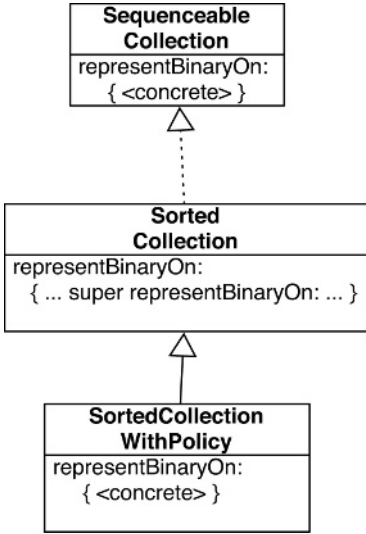 Sequenceable
Collection
representBinaryOn:
{ <concrete> }
Sorted
Collection
representBinaryOn:
{ ... super representBinaryOn: ... }
SortedCollection
WithPolicy
representBinaryOn:
{ <concrete> }